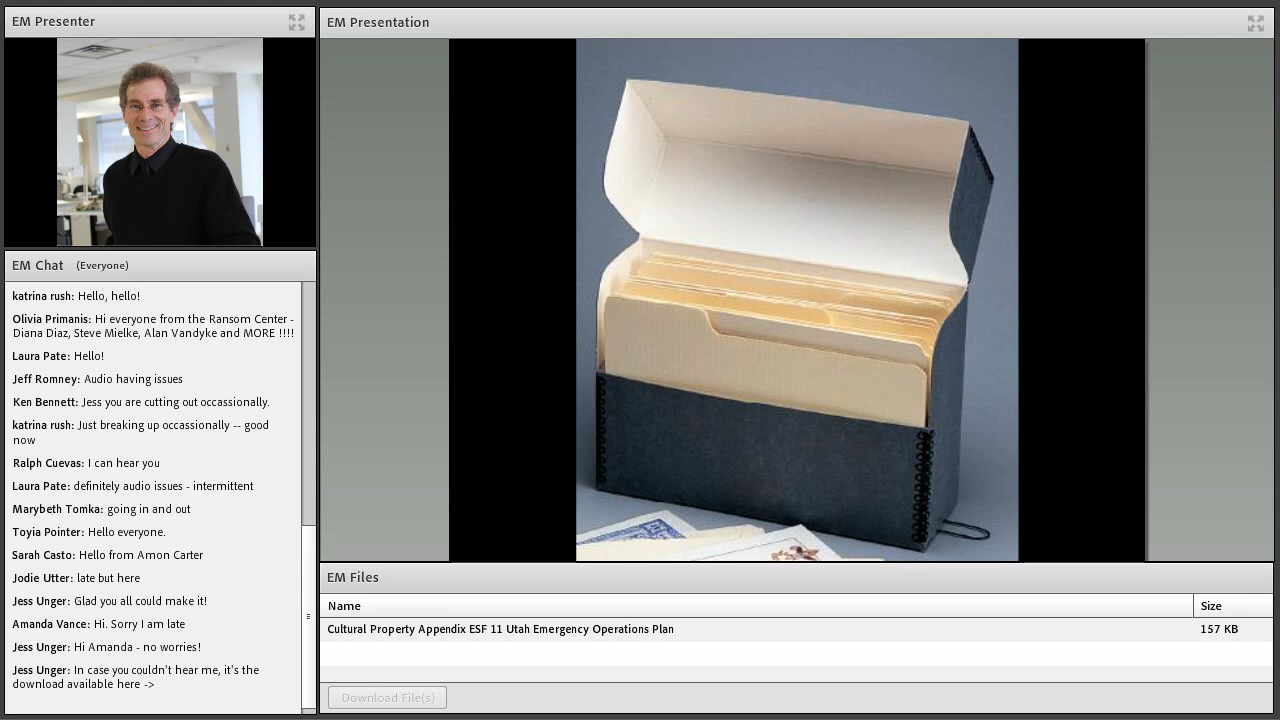 EM Presenter
EM Chat (Everyone)
katrina rush: Hello, hello!
Olivia Primanis: Hi everyone from the Ransom Center -
Diana Diaz, Steve Mielke, Alan Vandyke and MORE !!!!
Laura Pate: Hello!
Jeff Romney: Audio having issues
Ken Bennett: Jess you are cutting out occassionally.
katrina rush: Just breaking up occassionally -- good
now
Ralph Cuevas: I can hear you
Laura Pate: definitely audio issues - intermittent
Marybeth Tomka: going in and out
Toyia Pointer: Hello everyone.
Sarah Casto: Hello from Amon Carter
Jodie Utter: late but here
Jess Unger: Glad you all could make it!
Amanda Vance: Hi. Sorry I am late
Jess Unger: Hi Amanda - no worries!
Jess Unger: In case you couldn't hear me, it's the
download available here ->
EM Presentation
EM Files
Name Size
Cultural Property Appendix ESF 11 Utah Emergency Operations Plan 157 KB
Download File(s)